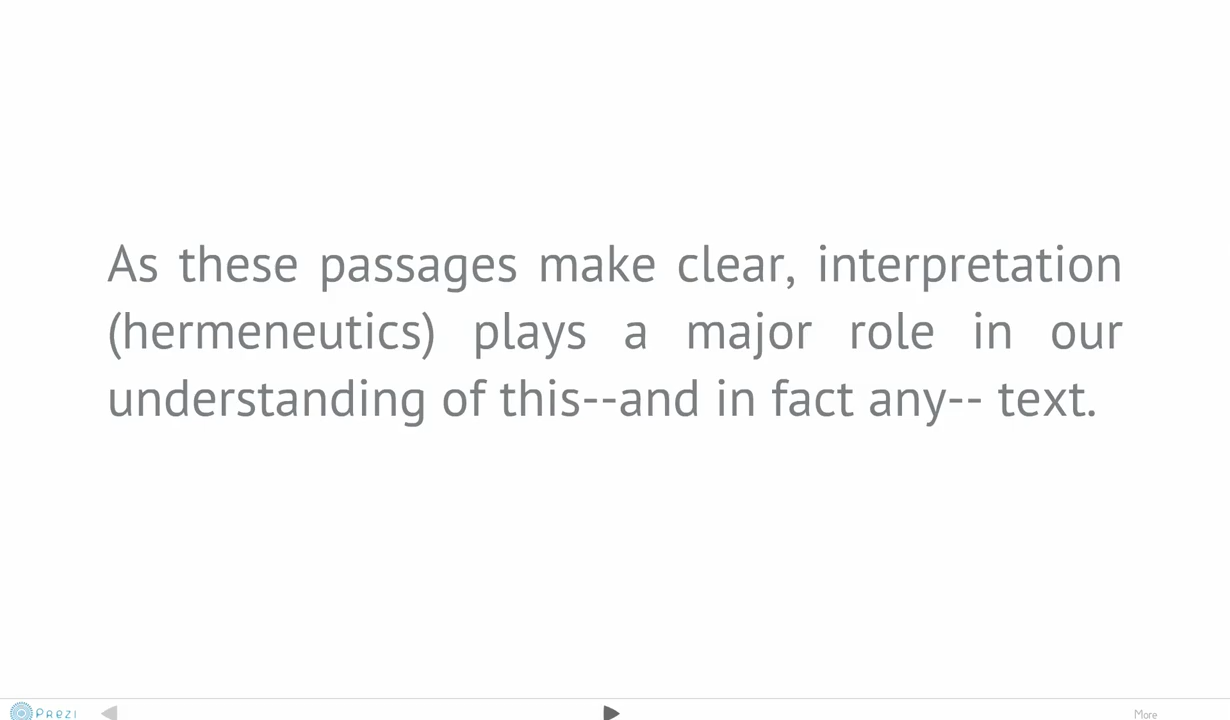 As these passages make clear, interpretation
(hermeneutics) plays a major role in our
understanding of this--and in fact any-- text.
PREZI
More